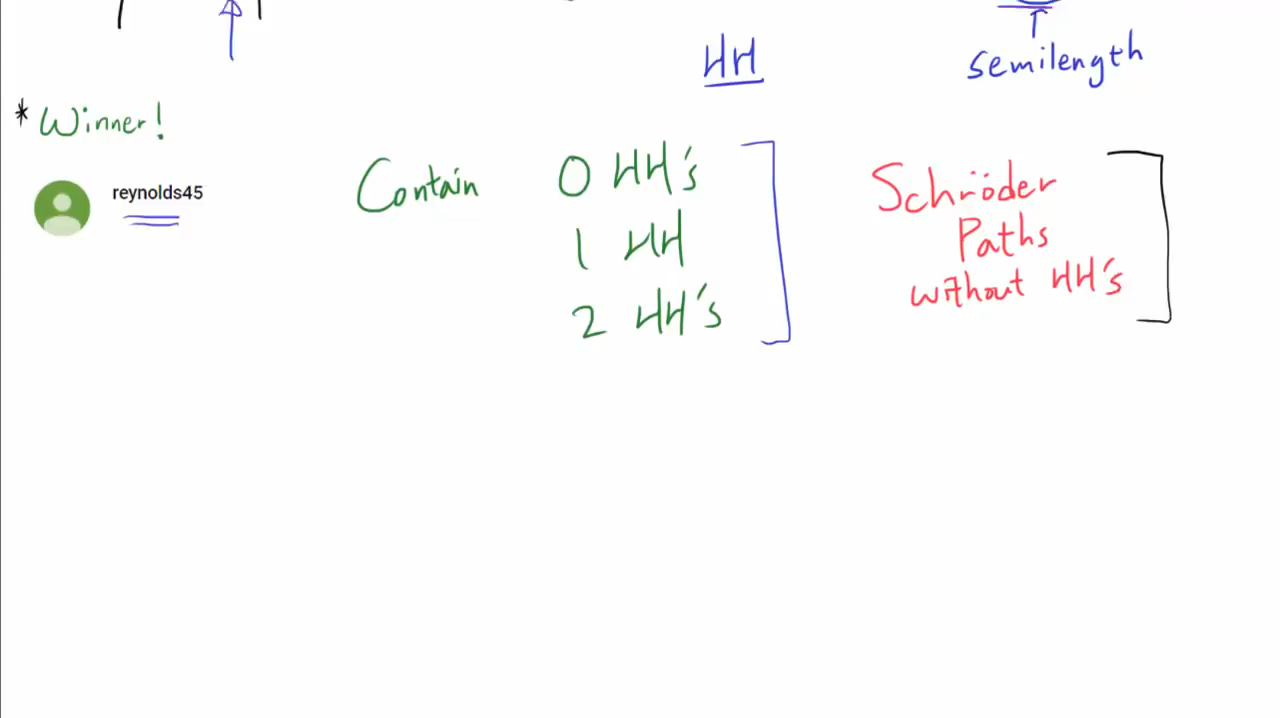 HH
semilength
* Winner!
reynolds45
Contain 0 HH's
1 HH
2 HH's
Schröder
Paths
without HH's